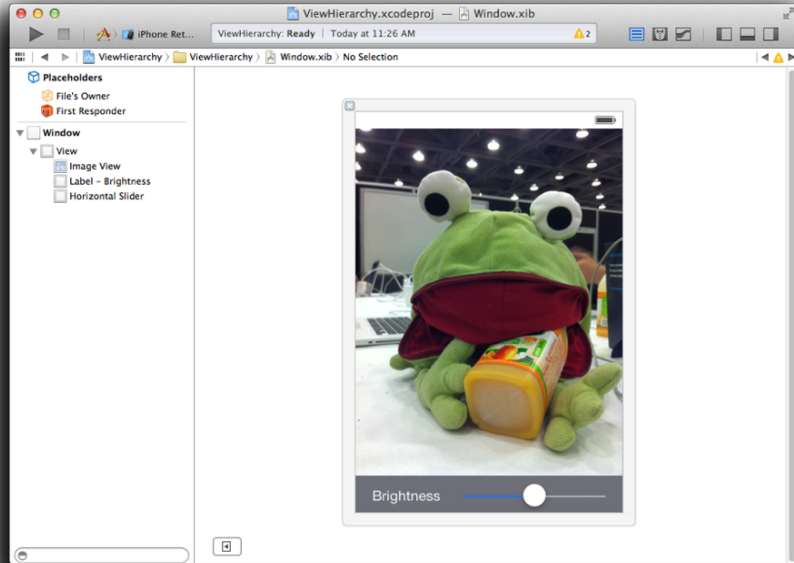 ViewHierarchy.xcodeproj — Window.xib
iPhone Ret...
ViewHierarchy: Ready | Today at 11:26 AM
2
ViewHierarchy
ViewHierarchy
Window.xib
No Selection
Placeholders
File's Owner
First Responder
Window
View
Image View
Label – Brightness
Horizontal Slider
Brightness